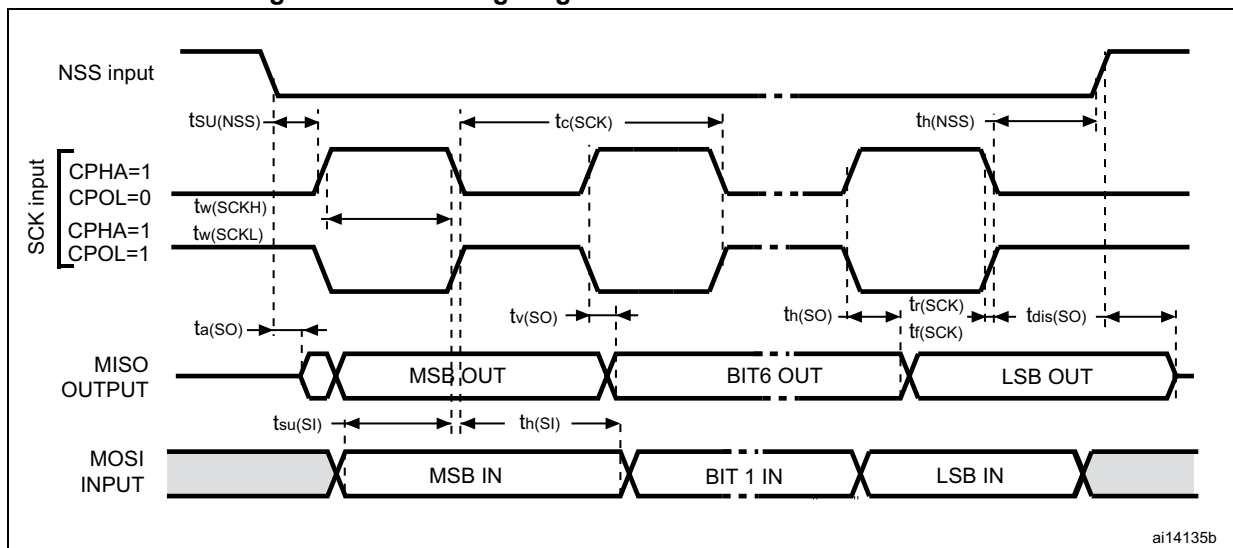 NSS input
tSU(NSS)
tc(SCK)
th(NSS)
SCK input
CPHA=1
CPOL=0
tw(SCKH)
CPHA=1
tw(SCKL)
CPOL=1
ta(SO)
tv(SO)
th(SO)
tr(SCK)
tf(SCK)
tdis(SO)
MISO
OUTPUT
MSB OUT
BIT6 OUT
LSB OUT
tsu(SI)
th(SI)
MOSI
INPUT
MSB IN
BIT 1 IN
LSB IN
ai14135b